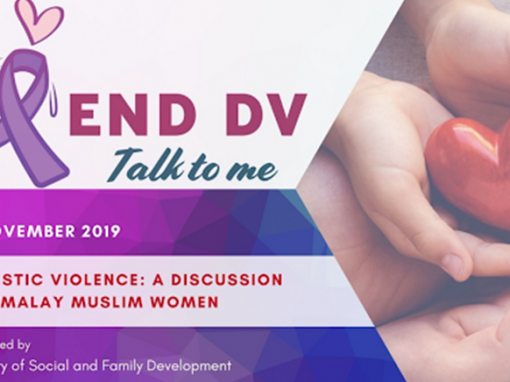 END DV
Talk to me
OVEMBER 2019
STIC VIOLENCE: A DISCUSSION
MALAY MUSLIM WOMEN
ed by
y of Social and Family Development